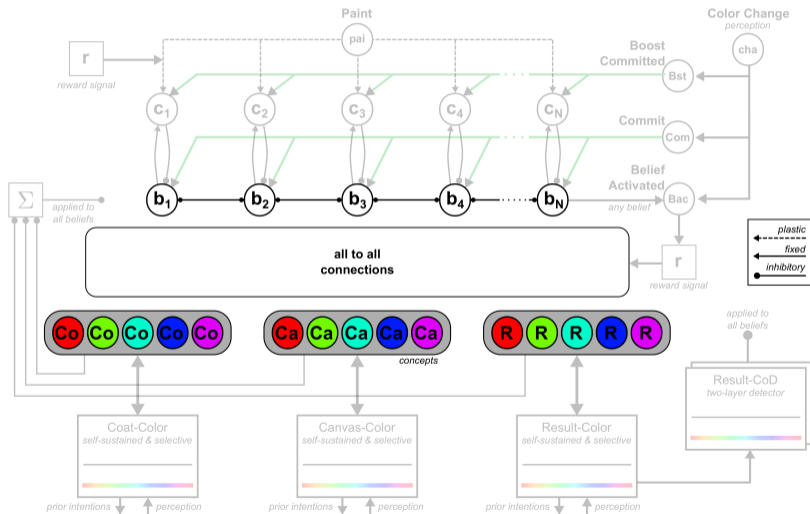 Paint
pai
Color Change
perception
cha
r
reward signal
Boost
Committed
Bst
c1 c2 c3 c4 cN
Commit
Com
Σ
applied to
all beliefs
b1 b2 b3 b4 bN
Belief
Activated
any belief
Bac
all to all
connections
r
reward signal
plastic
fixed
inhibitory
Co Co Co Co Co
Ca Ca Ca Ca Ca
R R R R R
concepts
applied to
all beliefs
Result-CoD
two-layer detector
Coat-Color
self-sustained & selective
Canvas-Color
self-sustained & selective
Result-Color
self-sustained & selective
prior intentions perception
prior intentions perception
prior intentions perception